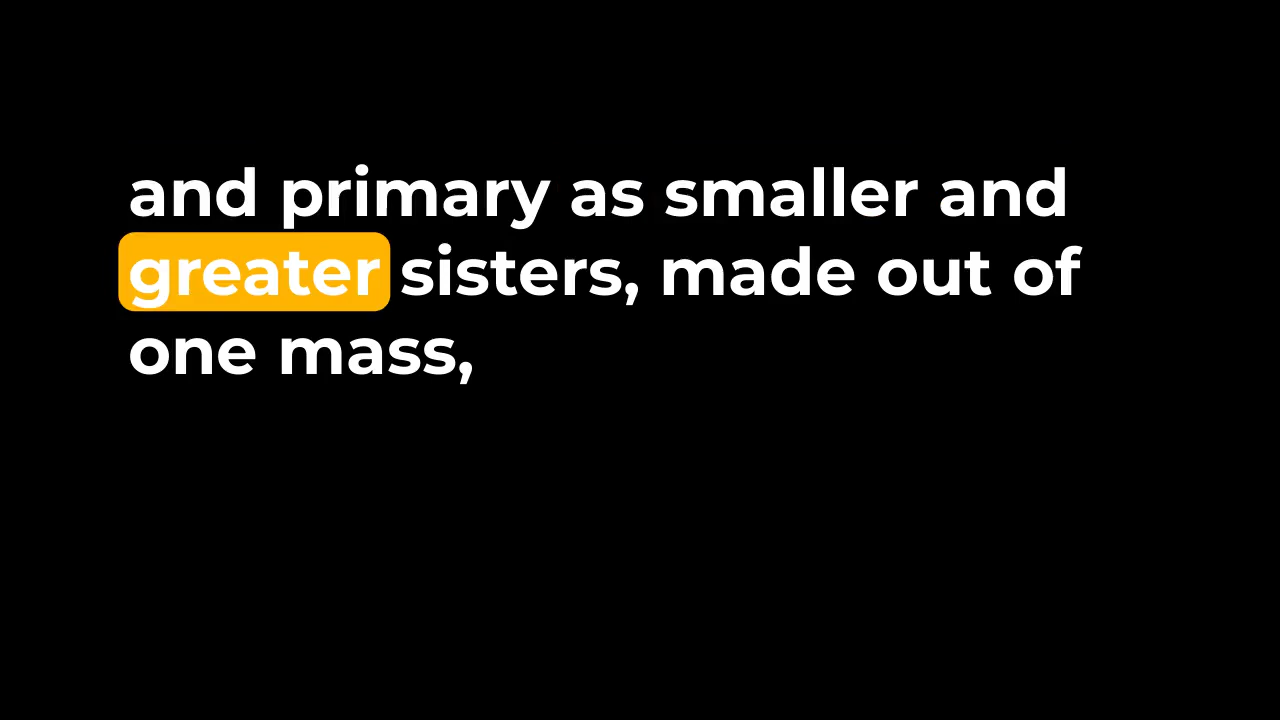 and primary as smaller and
greater sisters, made out of
one mass,